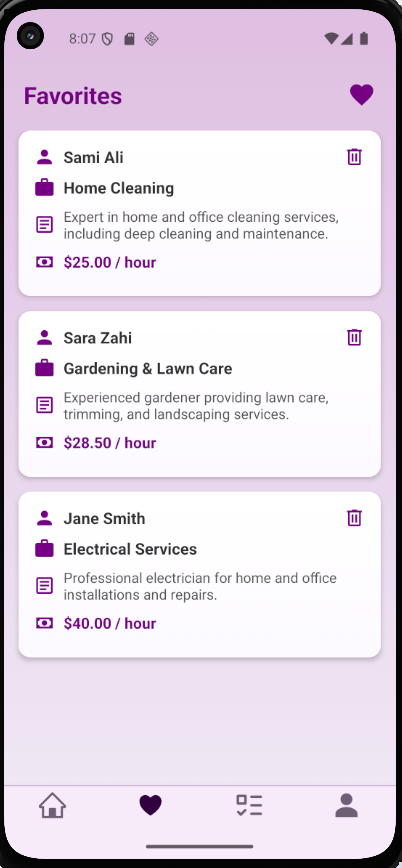 8:07
Favorites
Sami Ali
Home Cleaning
Expert in home and office cleaning services,
including deep cleaning and maintenance.
$25.00 / hour
Sara Zahi
Gardening & Lawn Care
Experienced gardener providing lawn care,
trimming, and landscaping services.
$28.50 / hour
Jane Smith
Electrical Services
Professional electrician for home and office
installations and repairs.
$40.00 / hour